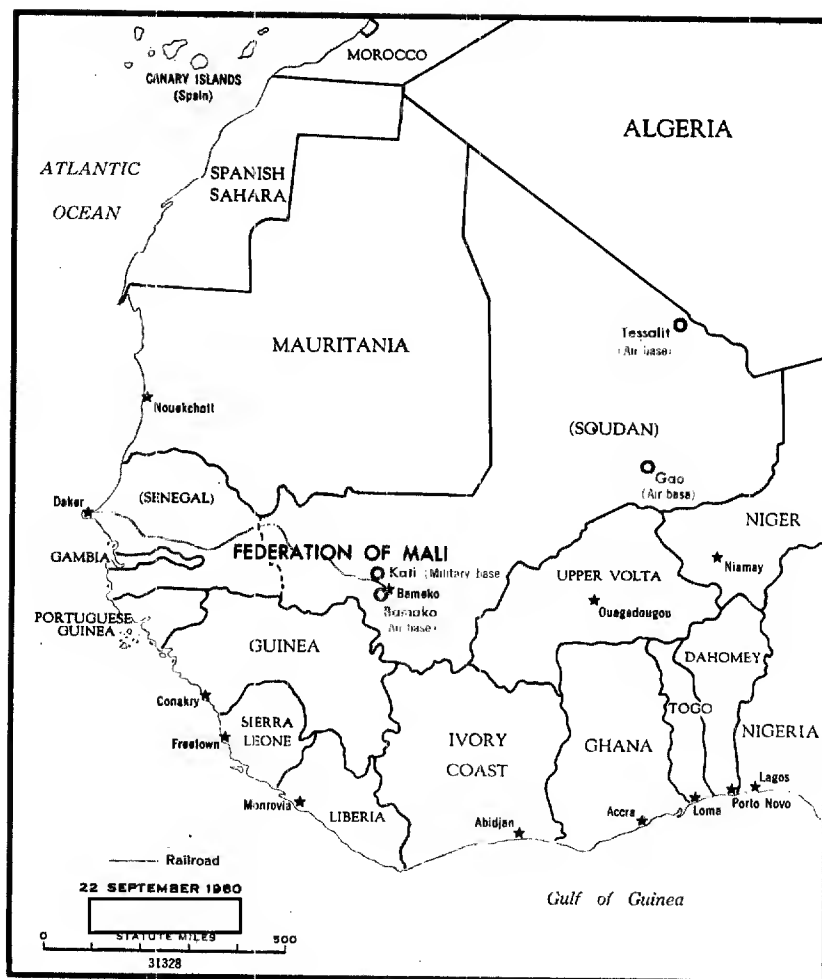 MOROCCO
CANARY ISLANDS
(Spain)
ALGERIA
ATLANTIC
OCEAN
SPANISH
SAHARA
Tessalit
(Air base)
MAURITANIA
Nouakchott
(SOUDAN)
Gao
(Air base)
Dakar
(SENEGAL)
NIGER
GAMBIA
FEDERATION OF MALI
Niamay
Kati (Military base
Bamako
Bamako
Air base)
UPPER VOLTA
Ouagadougou
PORTUGUESE
GUINEA
GUINEA
DAHOMEY
Conakry
SIERRA
LEONE
TOGO
Freetown
IVORY
COAST
GHANA
NIGERIA
Monrovia
LIBERIA
Abidjan
Accra
Loma
Porto Novo
Lagos
Railroad
22 SEPTEMBER 1960
Gulf of Guinea
0
STATUTE MILES
500
31328